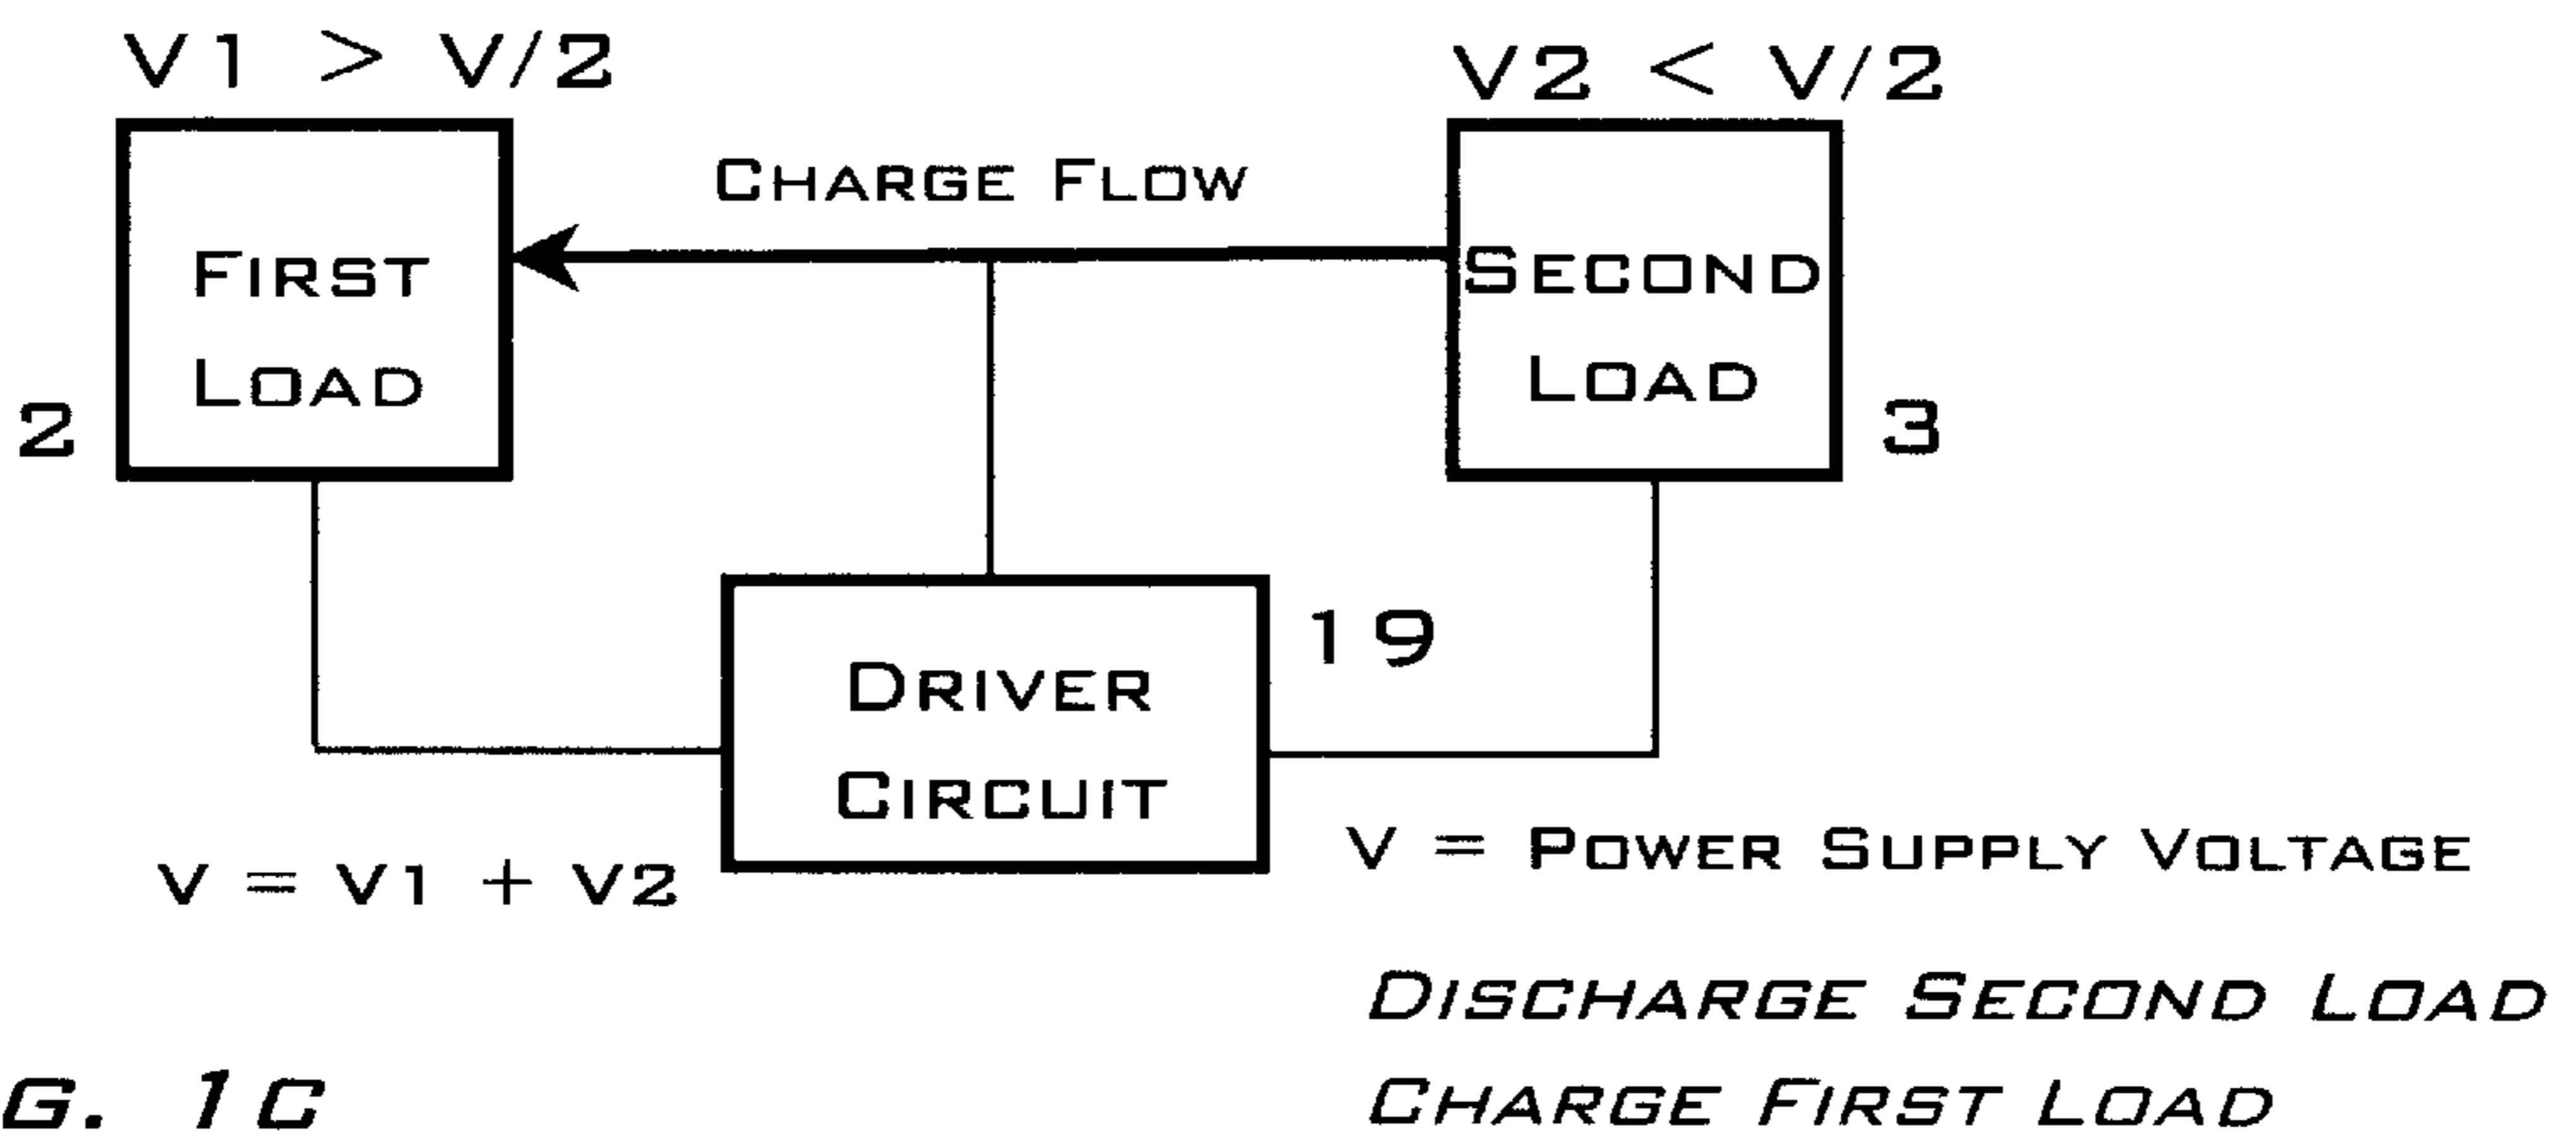 V1 > V/2
V2 < V/2
CHARGE FLOW
FIRST
LOAD
SECOND
LOAD
2
3
19
DRIVER
CIRCUIT
V = V1 + V2
V = POWER SUPPLY VOLTAGE
DISCHARGE SECOND LOAD
CHARGE FIRST LOAD
G. 1C